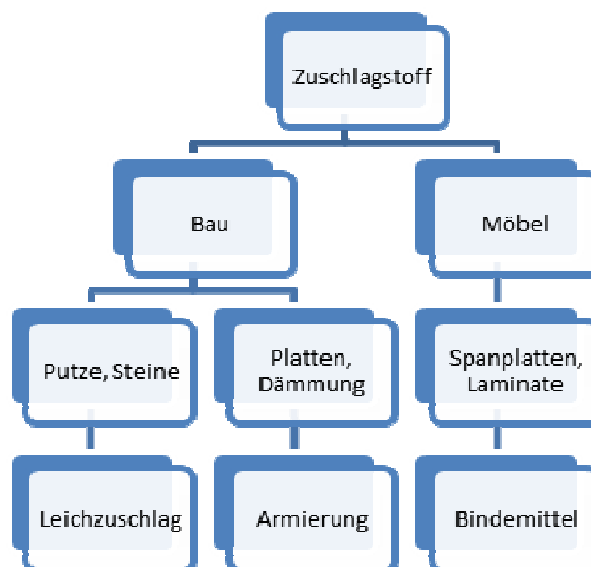 Zuschlagstoff
Bau
Möbel
Putze, Steine
Platten,
Dämmung
Spanplatten,
Laminate
Leichzuschlag
Armierung
Bindemittel